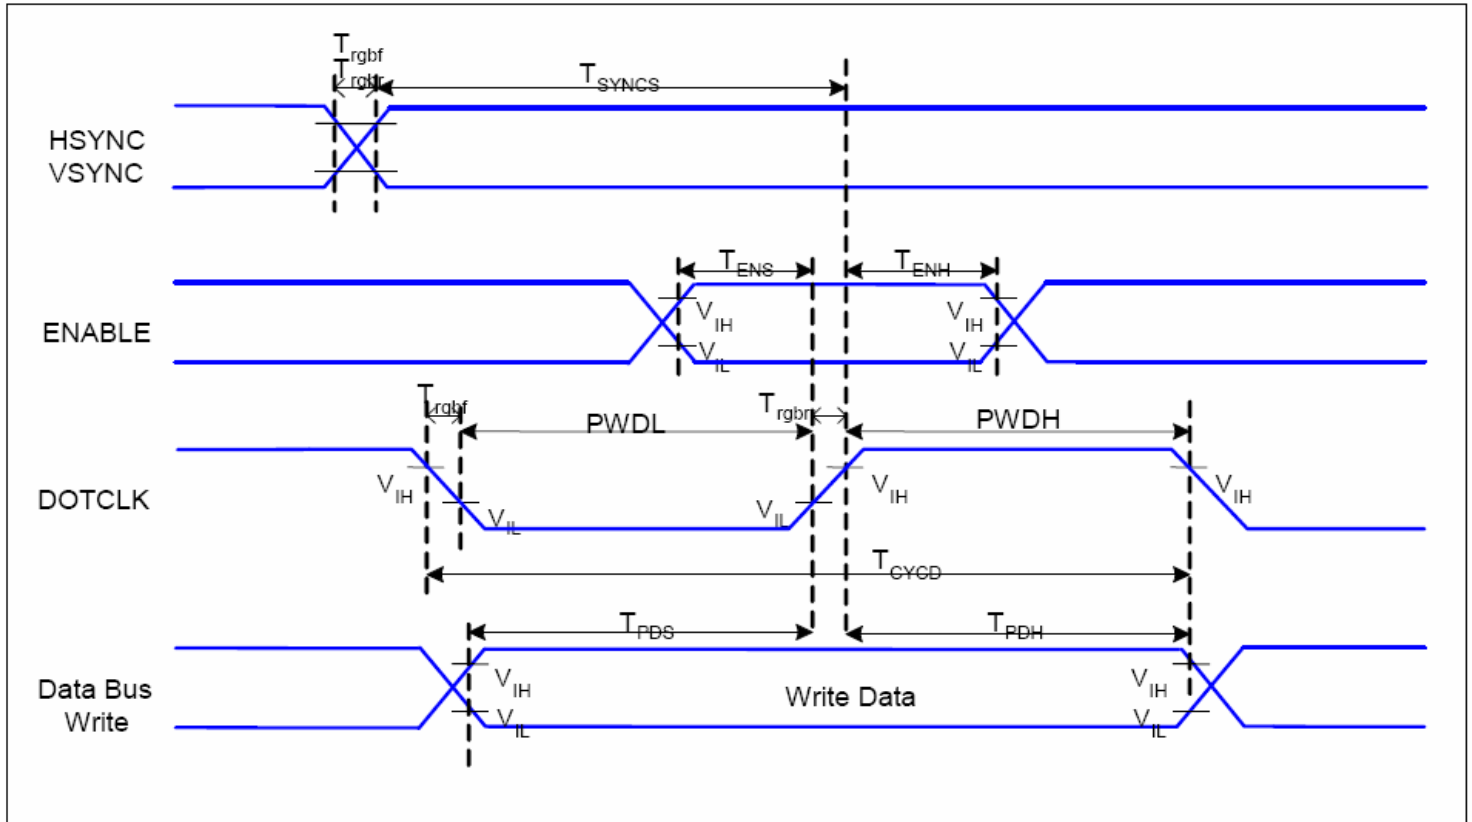 Trgbf
Trgbr
TSYNCS
HSYNC
VSYNC
TENS
TENH
VIH
VIH
ENABLE
VIL
VIL
Trgbf
Trgbr
PWDL
PWDH
VIH
VIH
VIH
DOTCLK
VIL
VIL
TCYCD
TPDS
TPDH
Data Bus
Write
VIH
Write Data
VIH
VIL
VIL